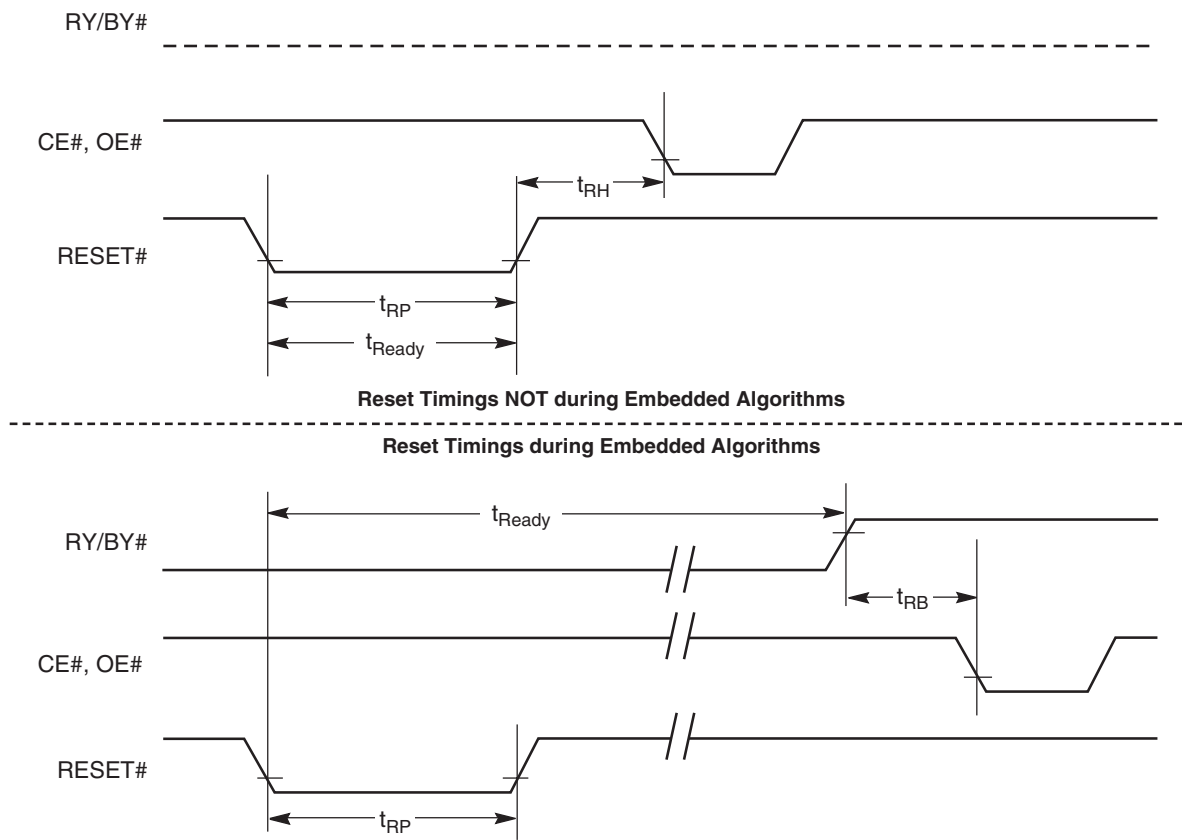 RY/BY#
CE#, OE#
tRH
RESET#
tRP
tReady
Reset Timings NOT during Embedded Algorithms
Reset Timings during Embedded Algorithms
tReady
RY/BY#
tRB
CE#, OE#
RESET#
tRP